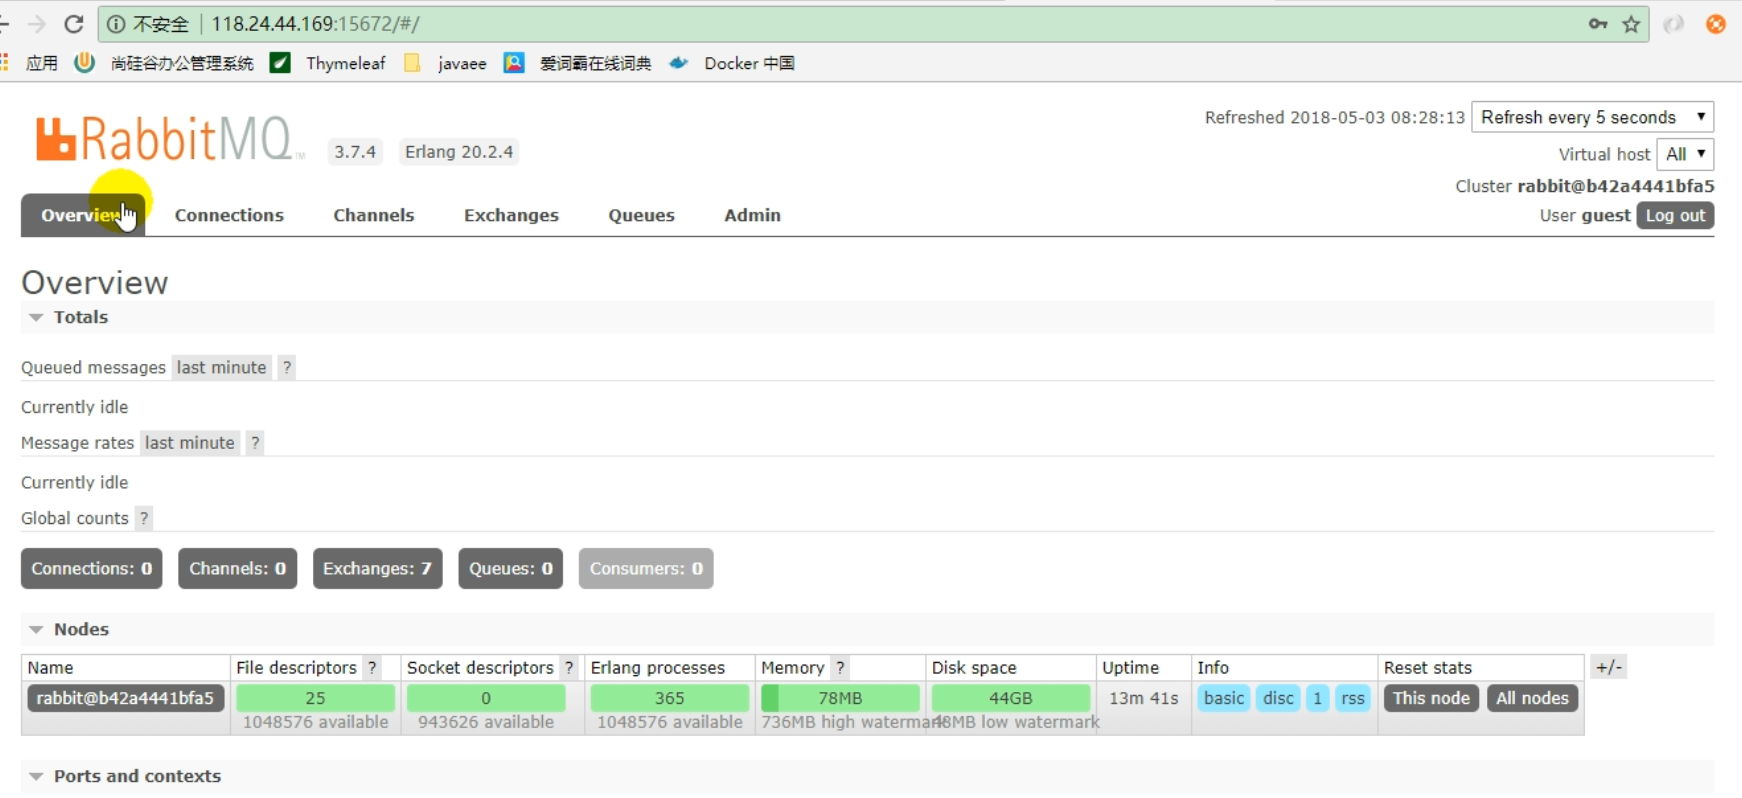 不安全 118.24.44.169:15672/#/
应用 尚硅谷办公管理系统 Thymeleaf javaee 爱词霸在线词典 Docker 中国
RabbitMQ TM 3.7.4 Erlang 20.2.4
Refreshed 2018-05-03 08:28:13 Refresh every 5 seconds
Virtual host All
Cluster rabbit@b42a4441bfa5
User guest Log out
Overview Connections Channels Exchanges Queues Admin
Overview
Totals
Queued messages last minute ?
Currently idle
Message rates last minute ?
Currently idle
Global counts ?
Connections: 0 Channels: 0 Exchanges: 7 Queues: 0 Consumers: 0
Nodes
Name File descriptors ? Socket descriptors ? Erlang processes Memory ? Disk space Uptime Info Reset stats +/-
rabbit@b42a4441bfa5 25 0 365 78MB 44GB 13m 41s basic disc 1 rss This node All nodes
1048576 available 943626 available 1048576 available 736MB high watermark 48MB low watermark
Ports and contexts